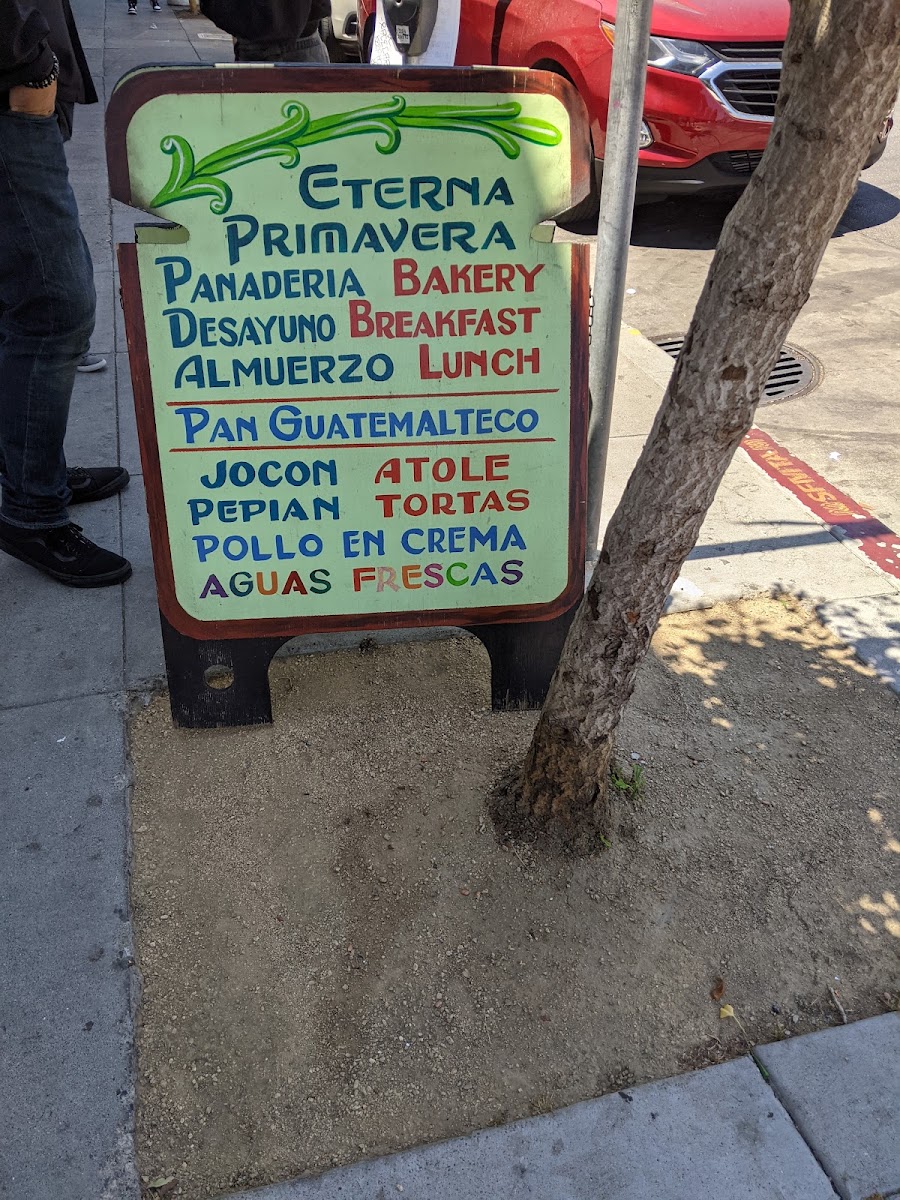 ETERNA
PRIMAVERA
PANADERIA BAKERY
DESAYUNO BREAKFAST
ALMUERZO LUNCH
PAN GUATEMALTECO
JOCON ATOLE
PEPIAN TORTAS
POLLO EN CREMA
AGUAS FRESCAS